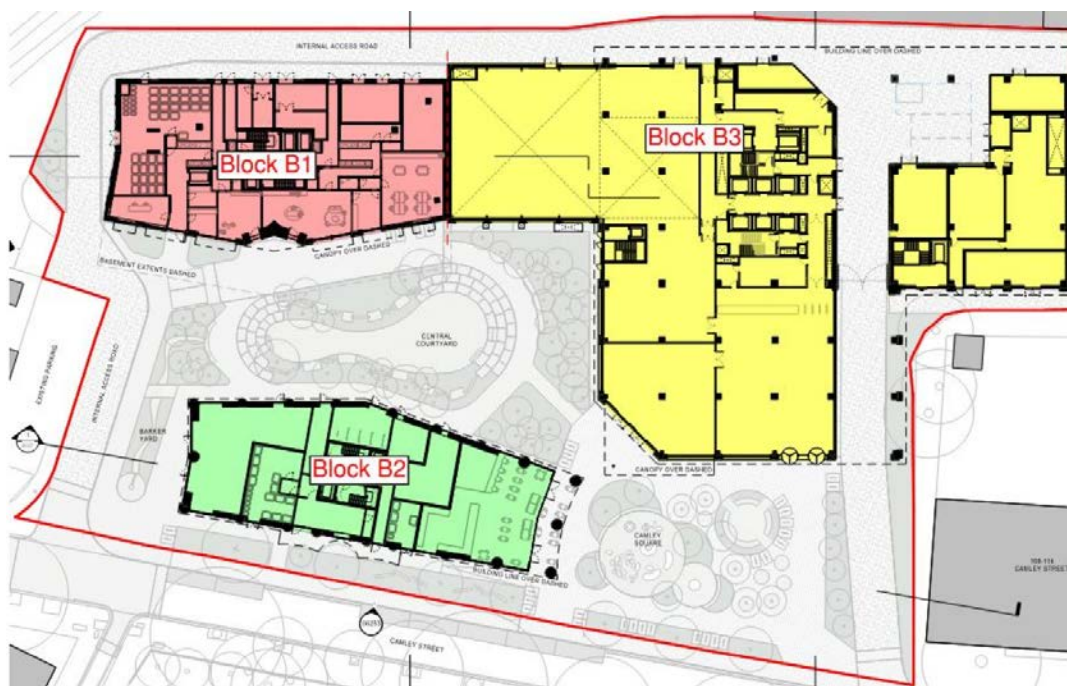 INTERNAL ACCESS ROAD
BUILDING LINE OVER DASHED
Block B1
Block B3
CANOPY OVER DASHED
BASEMENT EXTENTS DASHED
CENTRAL
COURTYARD
EXISTING PARKING
INTERNAL ACCESS ROAD
BARKER
YARD
Block B2
CANOPY OVER DASHED
CAMLEY
SQUARE
BUILDING LINE OVER DASHED
CAMLEY STREET
CAMLEY STREET